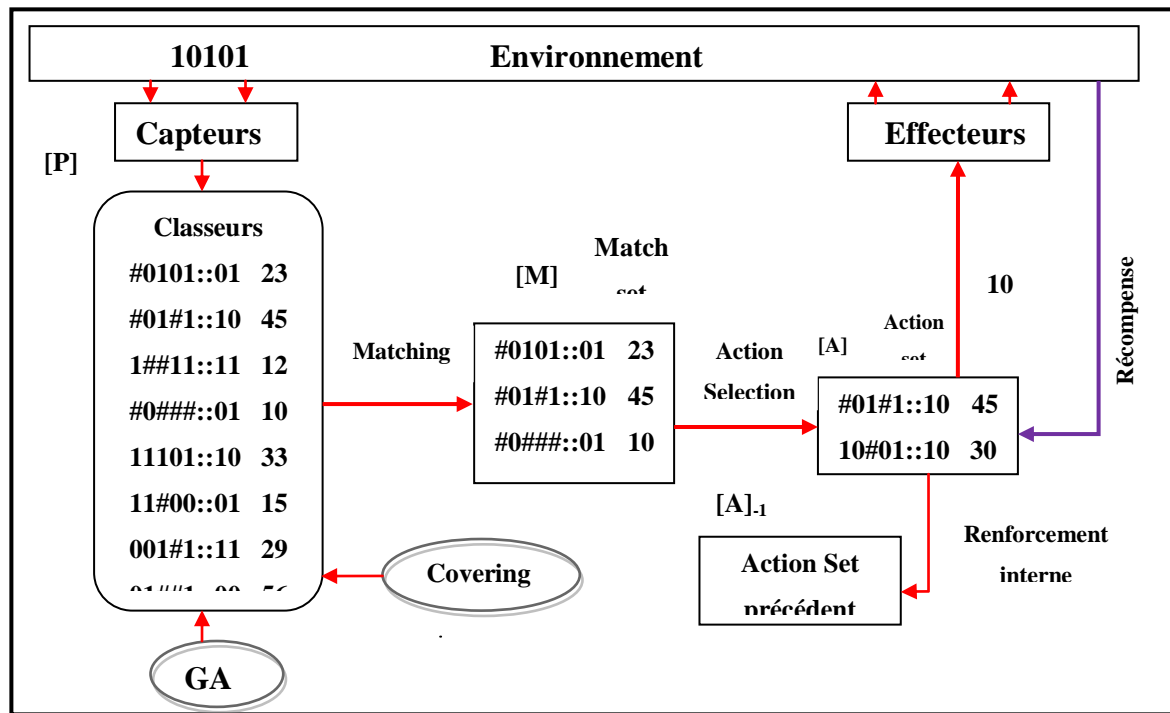 10101 Environnement
Capteurs
Effecteurs
[P]
Classeurs
#0101::01 23
#01#1::10 45
1##11::11 12
#0###::01 10
11101::10 33
11#00::01 15
001#1::11 29
Matching
[M]
Match
set
#0101::01 23
#01#1::10 45
#0###::01 10
Action
Selection
[A]
Action
set
#01#1::10 45
10#01::10 30
10
Récompense
[A]-1
Action Set
précédent
Renforcement
interne
Covering
GA